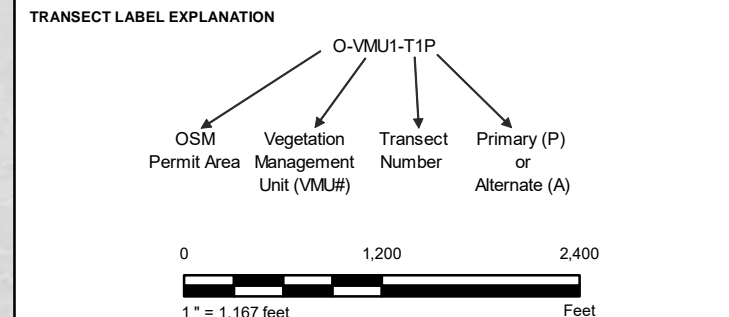 TRANSECT LABEL EXPLANATION
O-VMU1-T1P
OSM
Permit Area
Vegetation
Management
Unit (VMU#)
Transect
Number
Primary (P)
or
Alternate (A)
0 1,200 2,400
1 " = 1,167 feet Feet